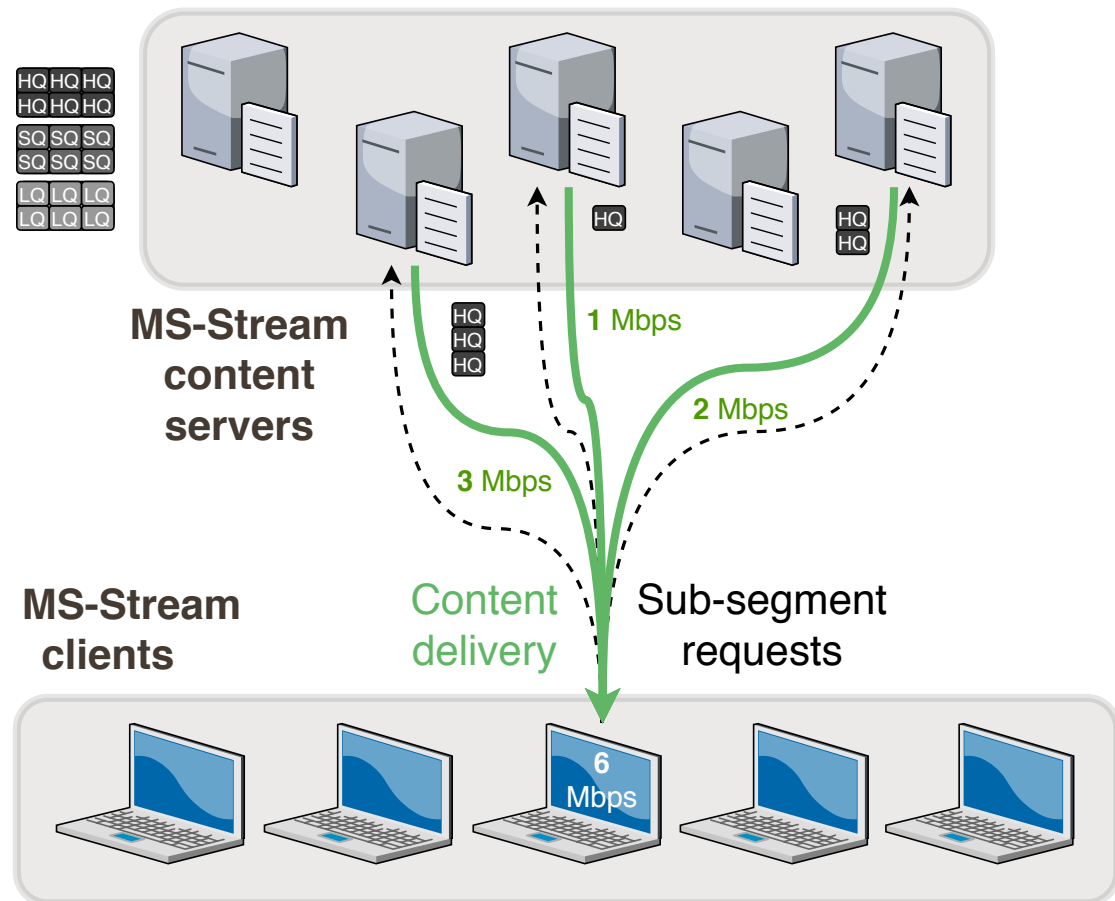 HQ HQ HQ
HQ HQ HQ
SQ SQ SQ
SQ SQ SQ
LQ LQ LQ
LQ LQ LQ
HQ
HQ
HQ
HQ
HQ
HQ
MS-Stream
content
servers
1 Mbps
2 Mbps
3 Mbps
MS-Stream
clients
Content
delivery
Sub-segment
requests
6
Mbps